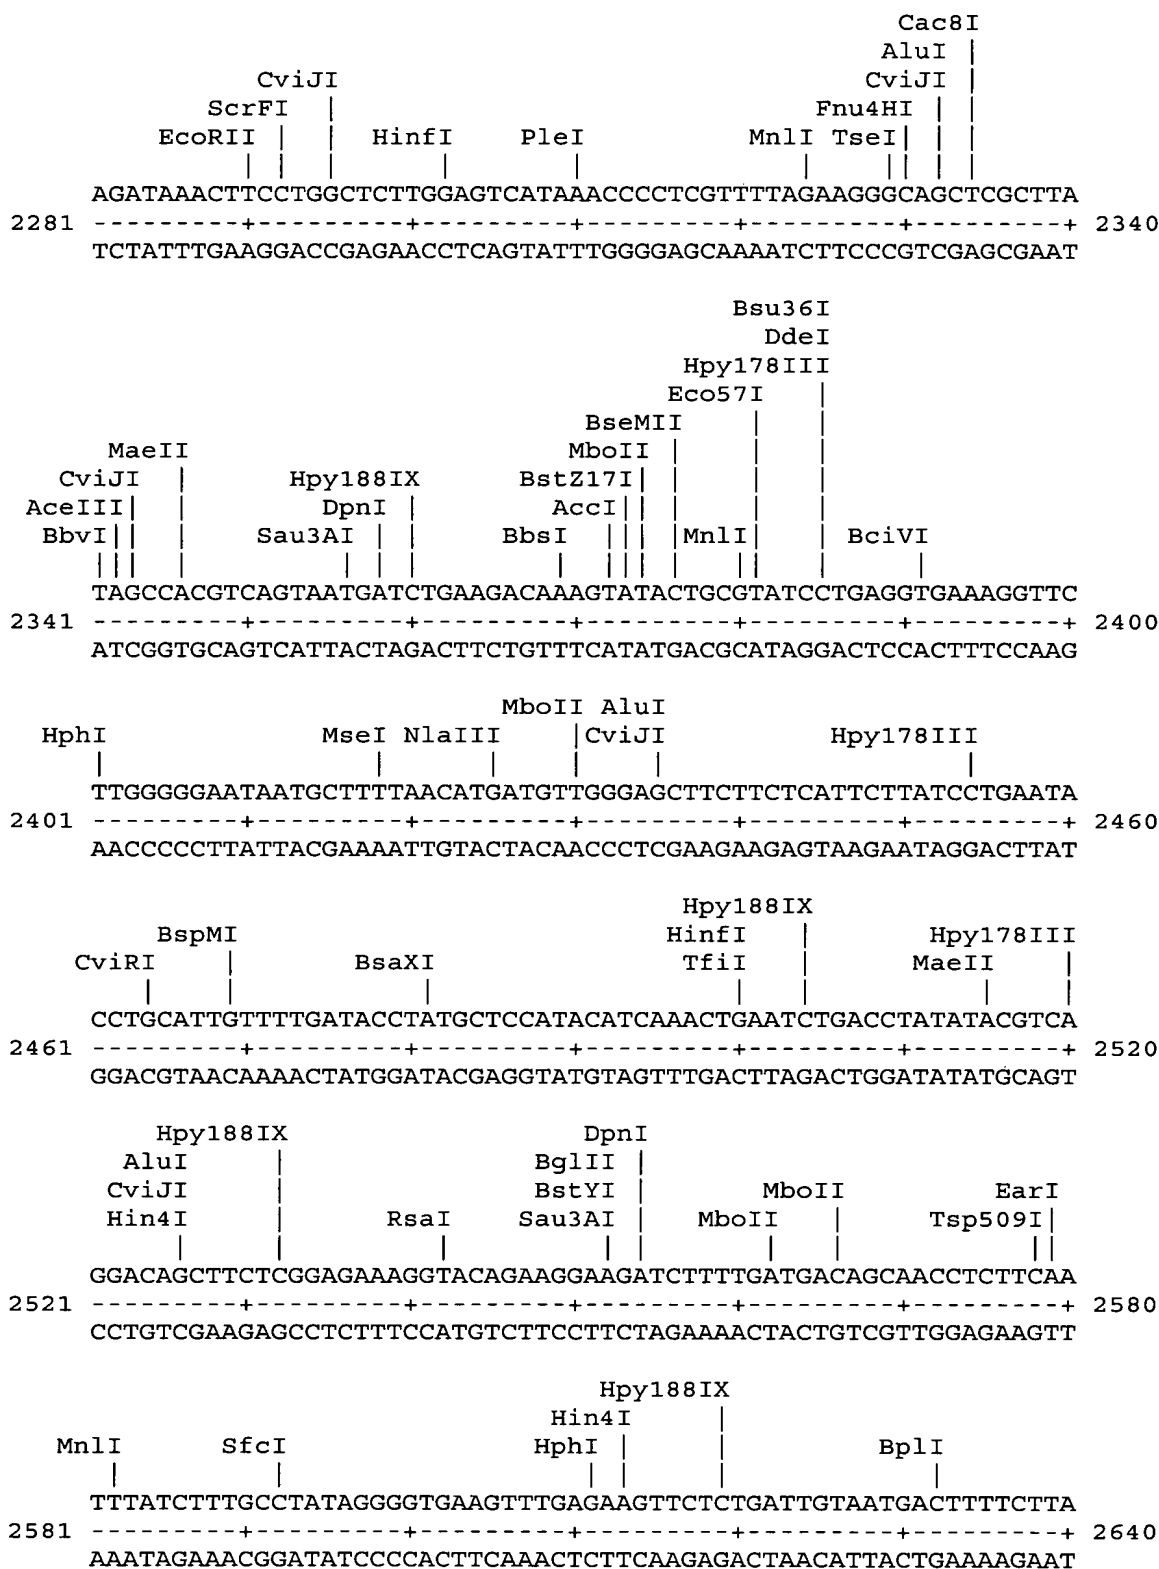 Cac8I
AluI
CviJI CviJI
ScrFI Fnu4HI
EcoRII HinfI PleI MnlI TseI
AGATAAACTTCCTGGCTCTTGGAGTCATAAACCCCTCGTTTTAGAAGGGCAGCTCGCTTA
2281 ---------+---------+---------+---------+---------+---------+ 2340
TCTATTTGAAGGACCGAGAACCTCAGTATTTGGGGAGCAAAATCTTCCCGTCGAGCGAAT
Bsu36I
DdeI
Hpy178III
Eco57I
BseMII
MaeII MboII
CviJI Hpy188IX BstZ17I
AceIII DpnI AccI
BbvI Sau3AI BbsI MnlI BciVI
TAGCCACGTCAGTAATGATCTGAAGACAAAGTATACTGCGTATCCTGAGGTGAAAGGTTC
2341 ---------+---------+---------+---------+---------+---------+ 2400
ATCGGTGCAGTCATTACTAGACTTCTGTTTCATATGACGCATAGGACTCCACTTTCCAAG
MboII AluI
HphI MseI NlaIII CviJI Hpy178III
TTGGGGGAATAATGCTTTTAACATGATGTTGGGAGCTTCTTCTCATTCTTATCCTGAATA
2401 ---------+---------+---------+---------+---------+---------+ 2460
AACCCCCTTATTACGAAAATTGTACTACAACCCTCGAAGAAGAGTAAGAATAGGACTTAT
Hpy188IX
BspMI HinfI Hpy178III
CviRI BsaXI TfiI MaeII
CCTGCATTGTTTTGATACCTATGCTCCATACATCAAACTGAATCTGACCTATATACGTCA
2461 ---------+---------+---------+---------+---------+---------+ 2520
GGACGTAACAAAACTATGGATACGAGGTATGTAGTTTGACTTAGACTGGATATATGCAGT
Hpy188IX DpnI
AluI BglII
CviJI BstYI MboII EarI
Hin4I RsaI Sau3AI MboII Tsp509I
GGACAGCTTCTCGGAGAAAGGTACAGAAGGAAGATCTTTTGATGACAGCAACCTCTTCAA
2521 ---------+---------+---------+---------+---------+---------+ 2580
CCTGTCGAAGAGCCTCTTTCCATGTCTTCCTTCTAGAAAACTACTGTCGTTGGAGAAGTT
Hpy188IX
Hin4I
MnlI SfcI HphI BplI
TTTATCTTTGCCTATAGGGGTGAAGTTTGAGAAGTTCTCTGATTGTAATGACTTTTCTTA
2581 ---------+---------+---------+---------+---------+---------+ 2640
AAATAGAAACGGATATCCCCACTTCAAACTCTTCAAGAGACTAACATTACTGAAAAGAAT